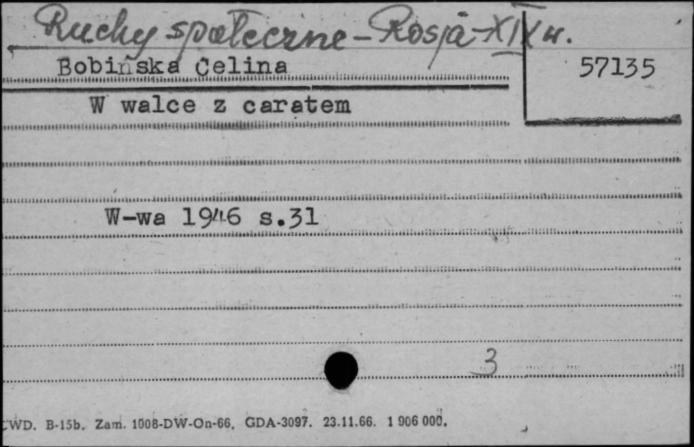 Ruchy społeczne - Rosja - XIX w.
Bobińska Celina
57135
W walce z caratem
W-wa 1946 s.31
3
CWD. B-15b. Zam. 1008-DW-On-66. GDA-3097. 23.11.66. 1 906 000.